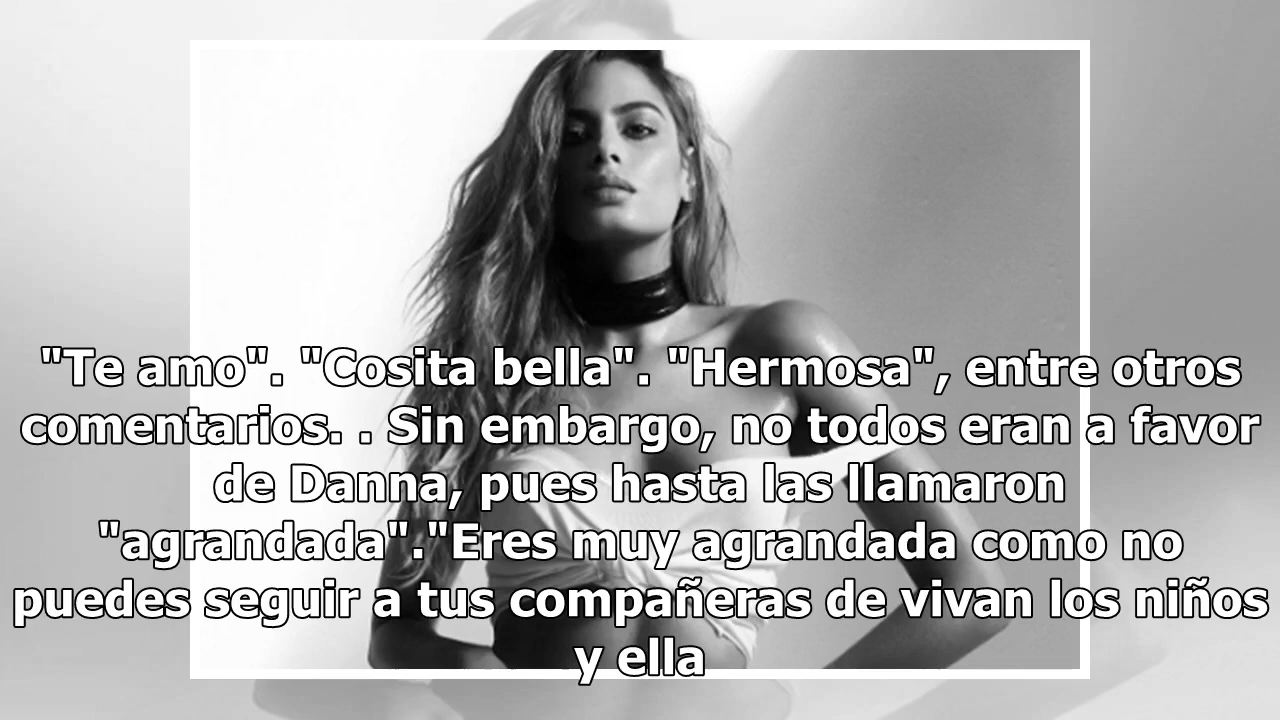 "Te amo". "Cosita bella". "Hermosa", entre otros
comentarios. . Sin embargo, no todos eran a favor
de Danna, pues hasta las llamaron
"agrandada"."Eres muy agrandada como no
puedes seguir a tus compañeras de vivan los niños
y ella